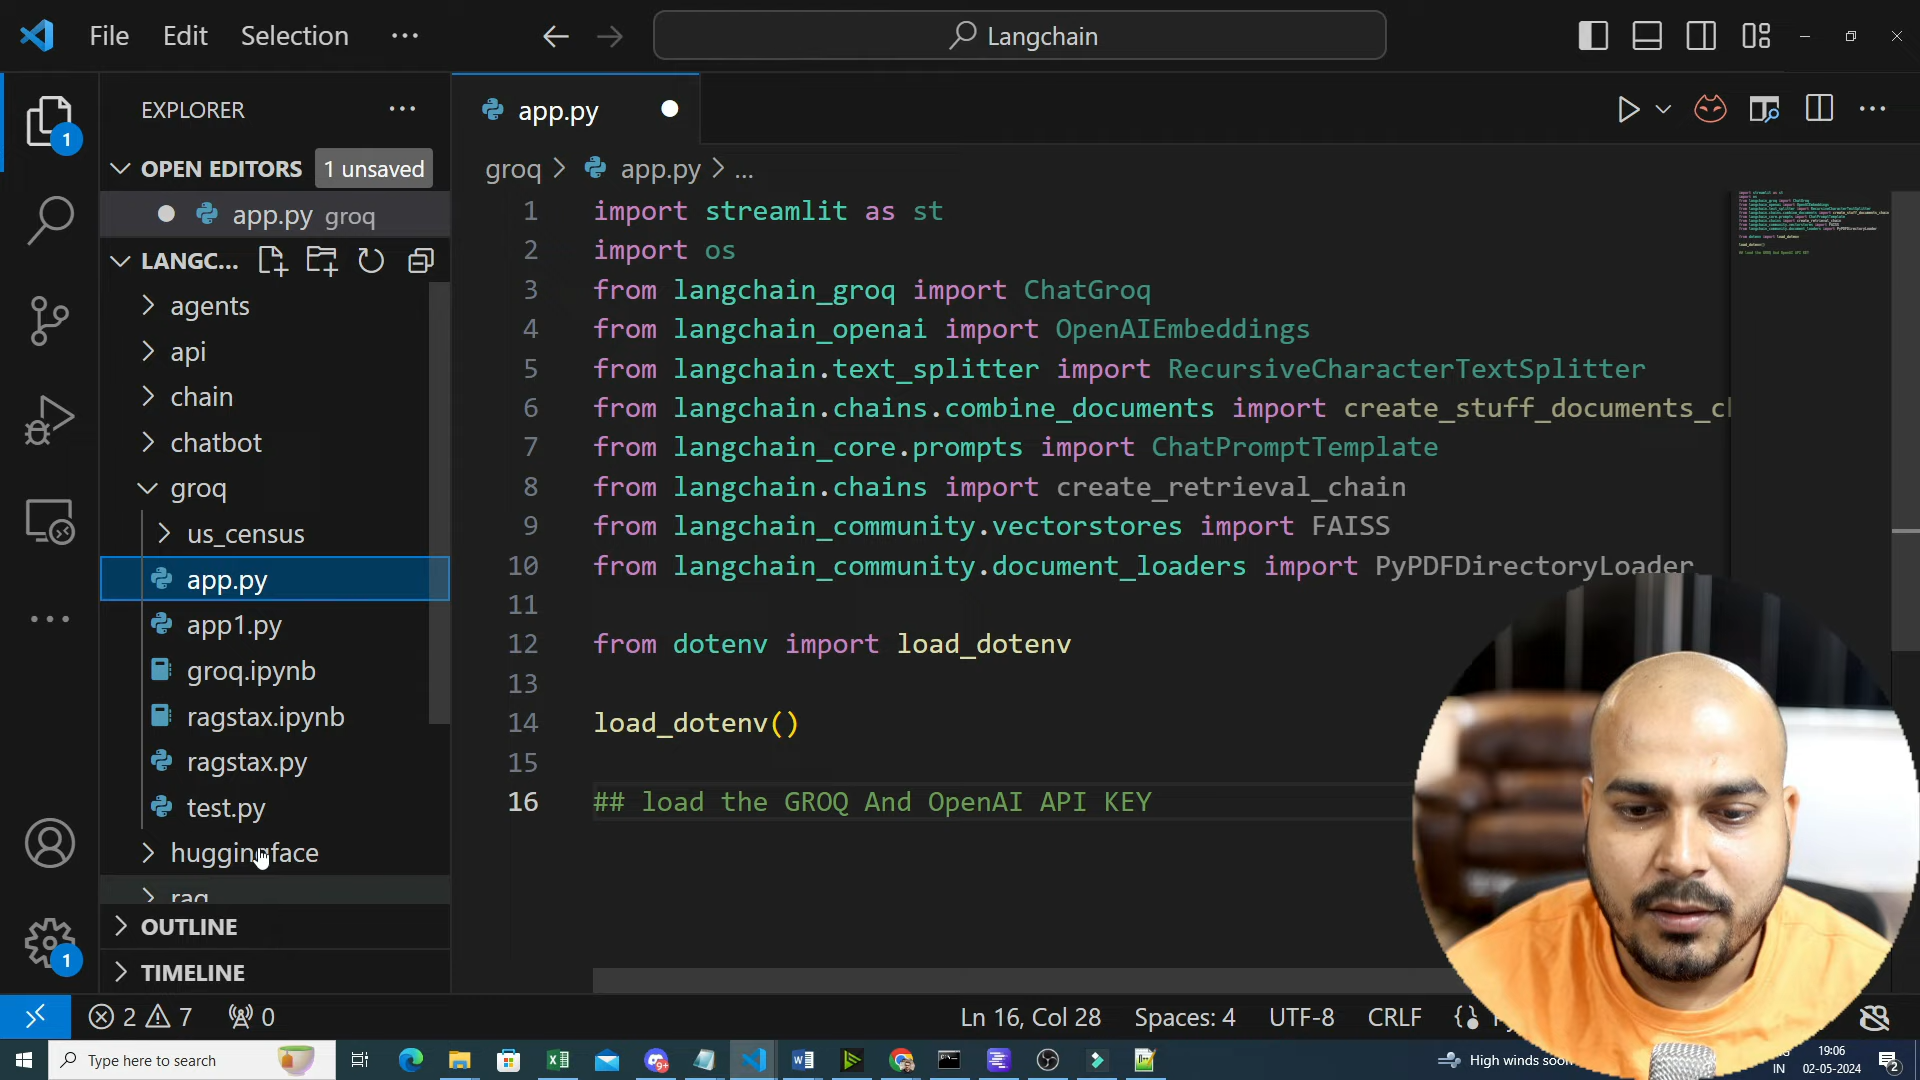 File Edit Selection ···
Langchain
EXPLORER
OPEN EDITORS 1 unsaved
app.py groq
LANGC...
agents
api
chain
chatbot
groq
us_census
app.py
app1.py
groq.ipynb
ragstax.ipynb
ragstax.py
test.py
huggingface
rag
OUTLINE
TIMELINE
app.py
groq > app.py > ...
1 import streamlit as st
2 import os
3 from langchain_groq import ChatGroq
4 from langchain_openai import OpenAIEmbeddings
5 from langchain.text_splitter import RecursiveCharacterTextSplitter
6 from langchain.chains.combine_documents import create_stuff_documents_c
7 from langchain_core.prompts import ChatPromptTemplate
8 from langchain.chains import create_retrieval_chain
9 from langchain_community.vectorstores import FAISS
10 from langchain_community.document_loaders import PyPDFDirectoryLoader
11
12 from dotenv import load_dotenv
13
14 load_dotenv()
15
16 ## load the GROQ And OpenAI API KEY
1
1
2 7 0
Ln 16, Col 28 Spaces: 4 UTF-8 CRLF
Type here to search
High winds soon
IN
19:06
02-05-2024
2